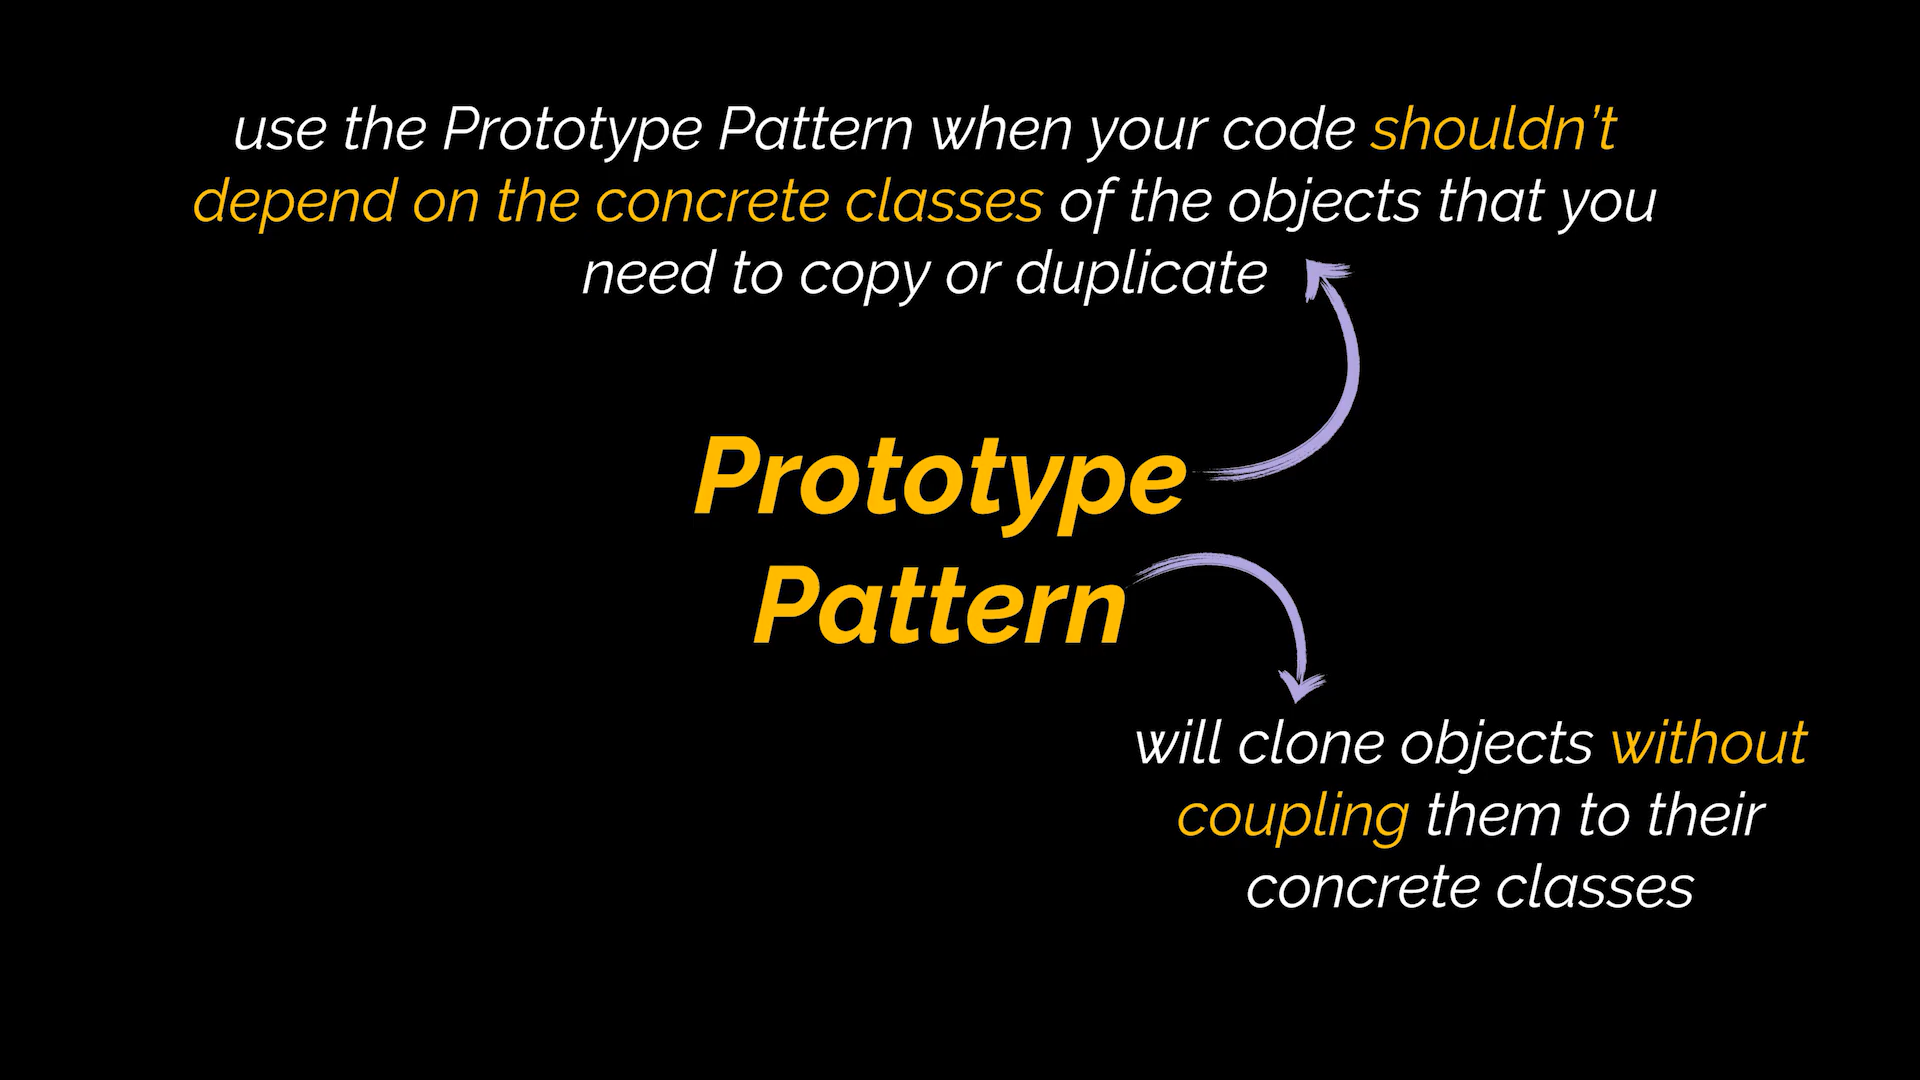 use the Prototype Pattern when your code shouldn't
depend on the concrete classes of the objects that you
need to copy or duplicate
Prototype
Pattern
will clone objects without
coupling them to their
concrete classes